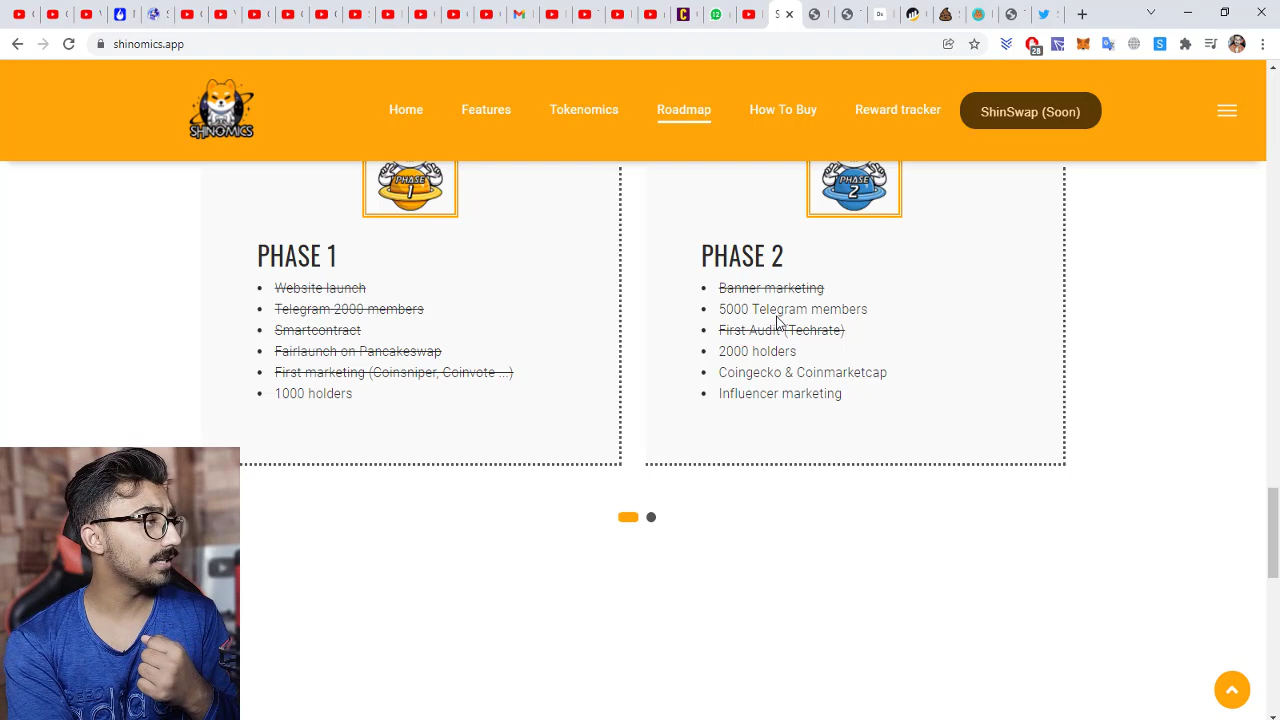 shinomics.app
28
SHINOMICS
Home
Features
Tokenomics
Roadmap
How To Buy
Reward tracker
ShinSwap (Soon)
PHASE 1
PHASE 1
Website launch
Telegram 2000 members
Smartcontract
Fairlaunch on Pancakeswap
First marketing (Coinsniper, Coinvote ...)
1000 holders
PHASE 2
PHASE 2
Banner marketing
5000 Telegram members
First Audit (Techrate)
2000 holders
Coingecko & Coinmarketcap
Influencer marketing